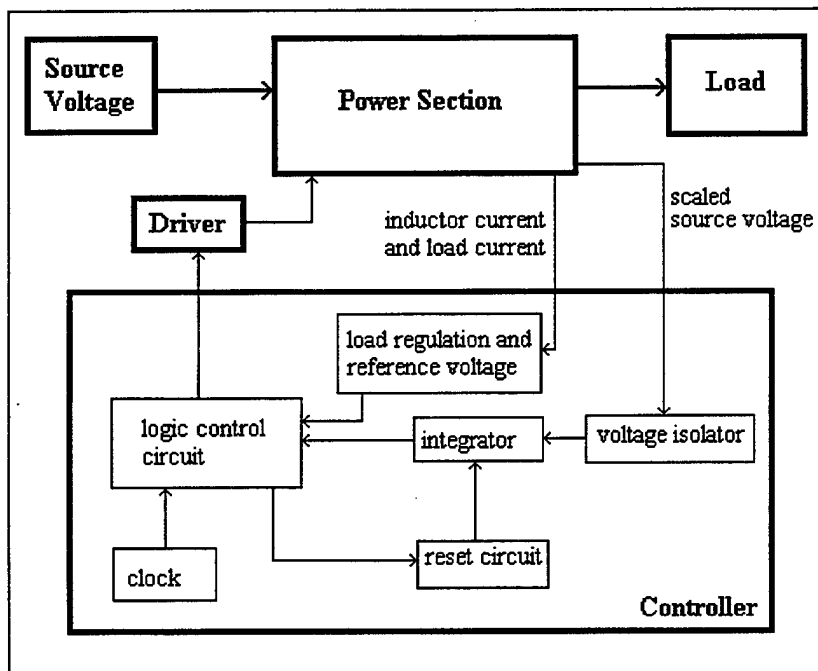 Source
Voltage
Power Section
Load
Driver
inductor current
and load current
scaled
source voltage
load regulation and
reference voltage
logic control
circuit
integrator
voltage isolator
clock
reset circuit
Controller